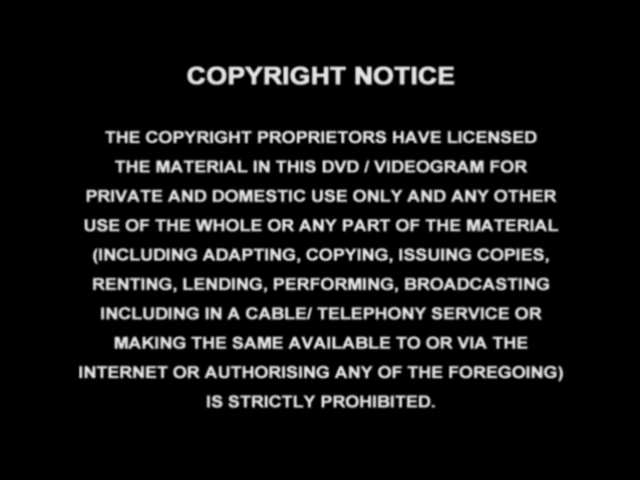 COPYRIGHT NOTICE
THE COPYRIGHT PROPRIETORS HAVE LICENSED
THE MATERIAL IN THIS DVD / VIDEOGRAM FOR
PRIVATE AND DOMESTIC USE ONLY AND ANY OTHER
USE OF THE WHOLE OR ANY PART OF THE MATERIAL
(INCLUDING ADAPTING, COPYING, ISSUING COPIES,
RENTING, LENDING, PERFORMING, BROADCASTING
INCLUDING IN A CABLE/ TELEPHONY SERVICE OR
MAKING THE SAME AVAILABLE TO OR VIA THE
INTERNET OR AUTHORISING ANY OF THE FOREGOING)
IS STRICTLY PROHIBITED.